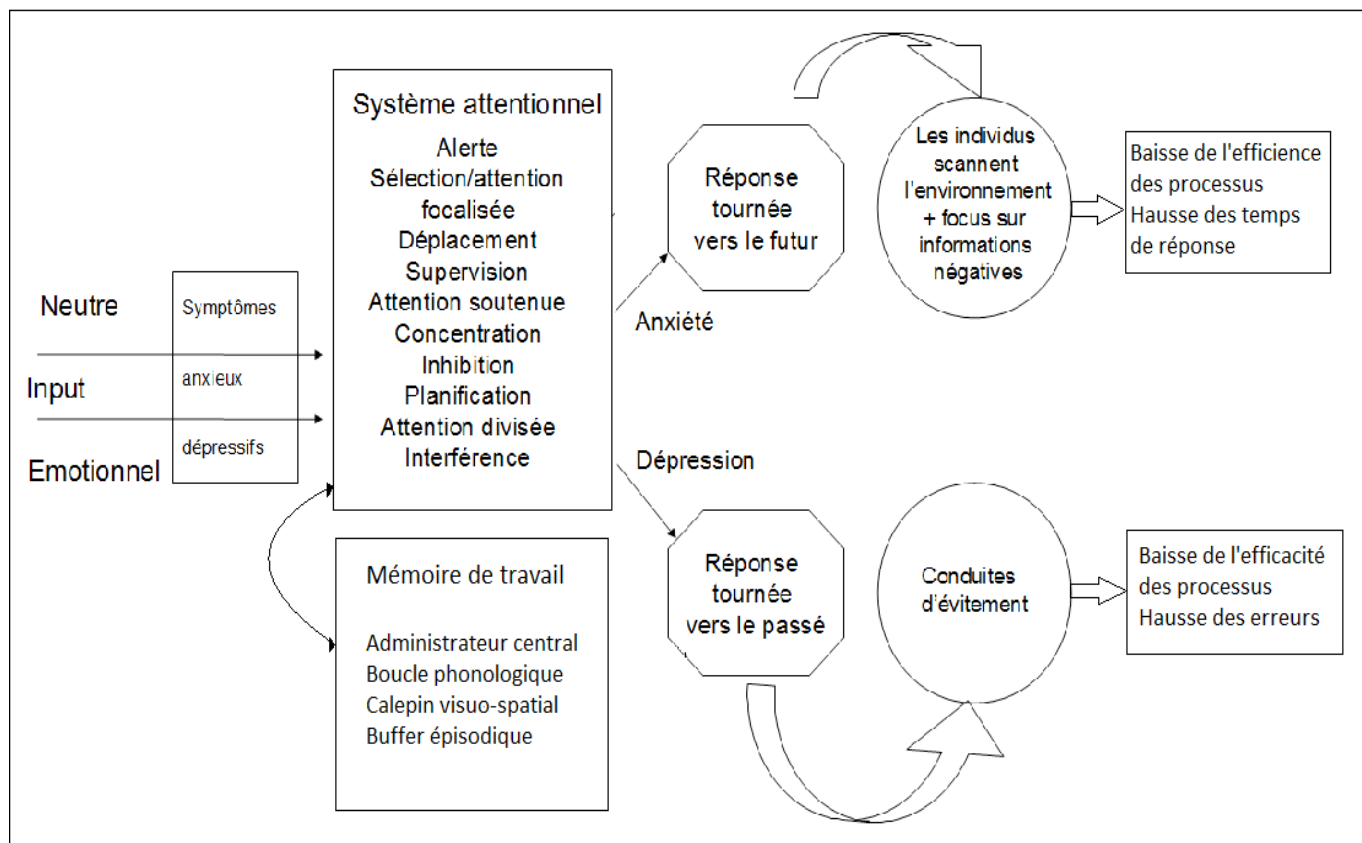 Neutre
Input
Emotionnel
Symptômes
anxieux
dépressifs
Système attentionnel
Alerte
Sélection/attention
focalisée
Déplacement
Supervision
Attention soutenue
Concentration
Inhibition
Planification
Attention divisée
Interférence
Mémoire de travail
Administrateur central
Boucle phonologique
Calepin visuo-spatial
Buffer épisodique
Anxiété
Réponse
tournée
vers le futur
Les individus
scannent
l'environnement
+ focus sur
informations
négatives
Baisse de l'efficience
des processus
Hausse des temps
de réponse
Dépression
Réponse
tournée
vers le passé
Conduites
d'évitement
Baisse de l'efficacité
des processus
Hausse des erreurs